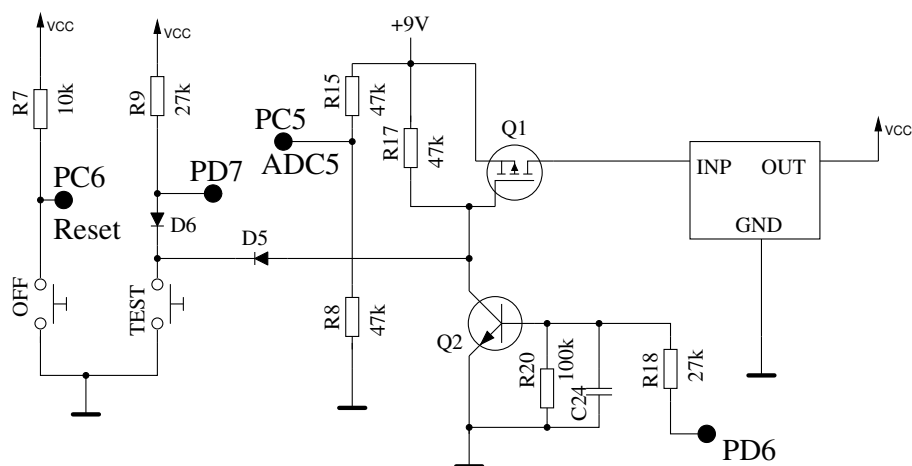 VCC
VCC
+9V
R7
10k
R9
27k
R15
47k
PC5
ADC5
R17
47k
Q1
VCC
INP
OUT
GND
PC6
Reset
PD7
D6
D5
OFF
TEST
R8
47k
Q2
R20
100k
C24
R18
27k
PD6